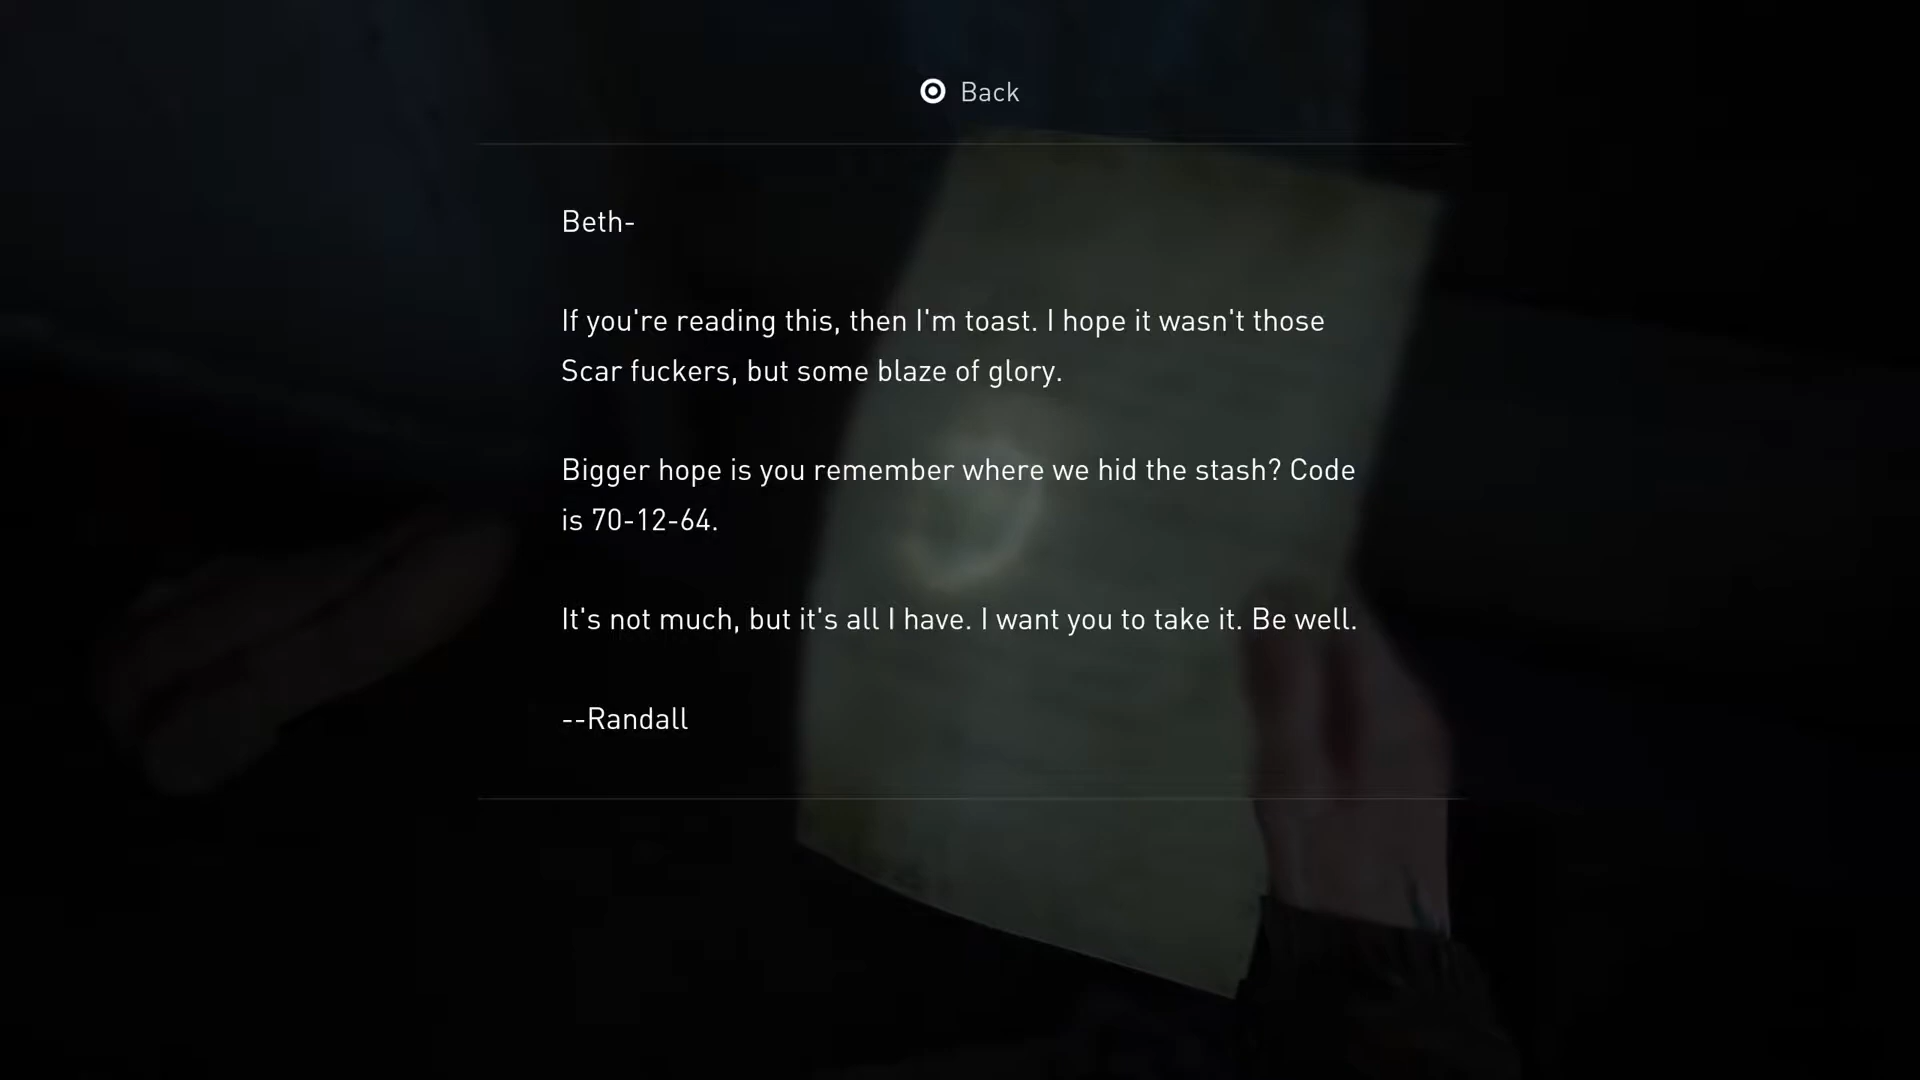 Back
Beth-
If you're reading this, then I'm toast. I hope it wasn't those
Scar fuckers, but some blaze of glory.
Bigger hope is you remember where we hid the stash? Code
is 70-12-64.
It's not much, but it's all I have. I want you to take it. Be well.
--Randall